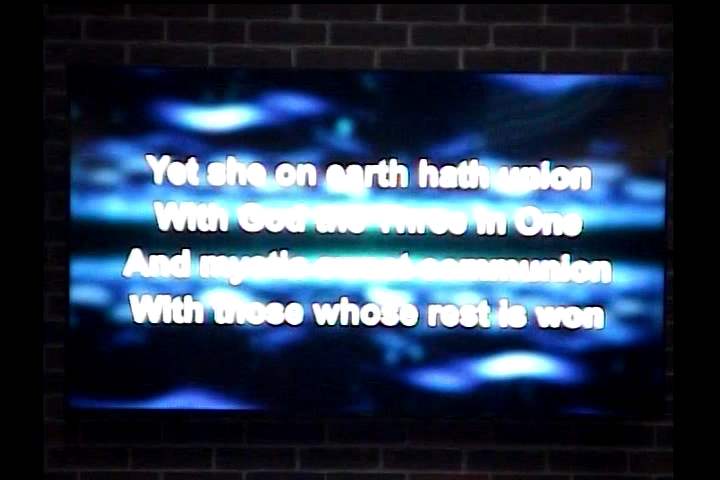 Yet she on earth hath union
With God the Three in One
And mystic sweet communion
With those whose rest is won